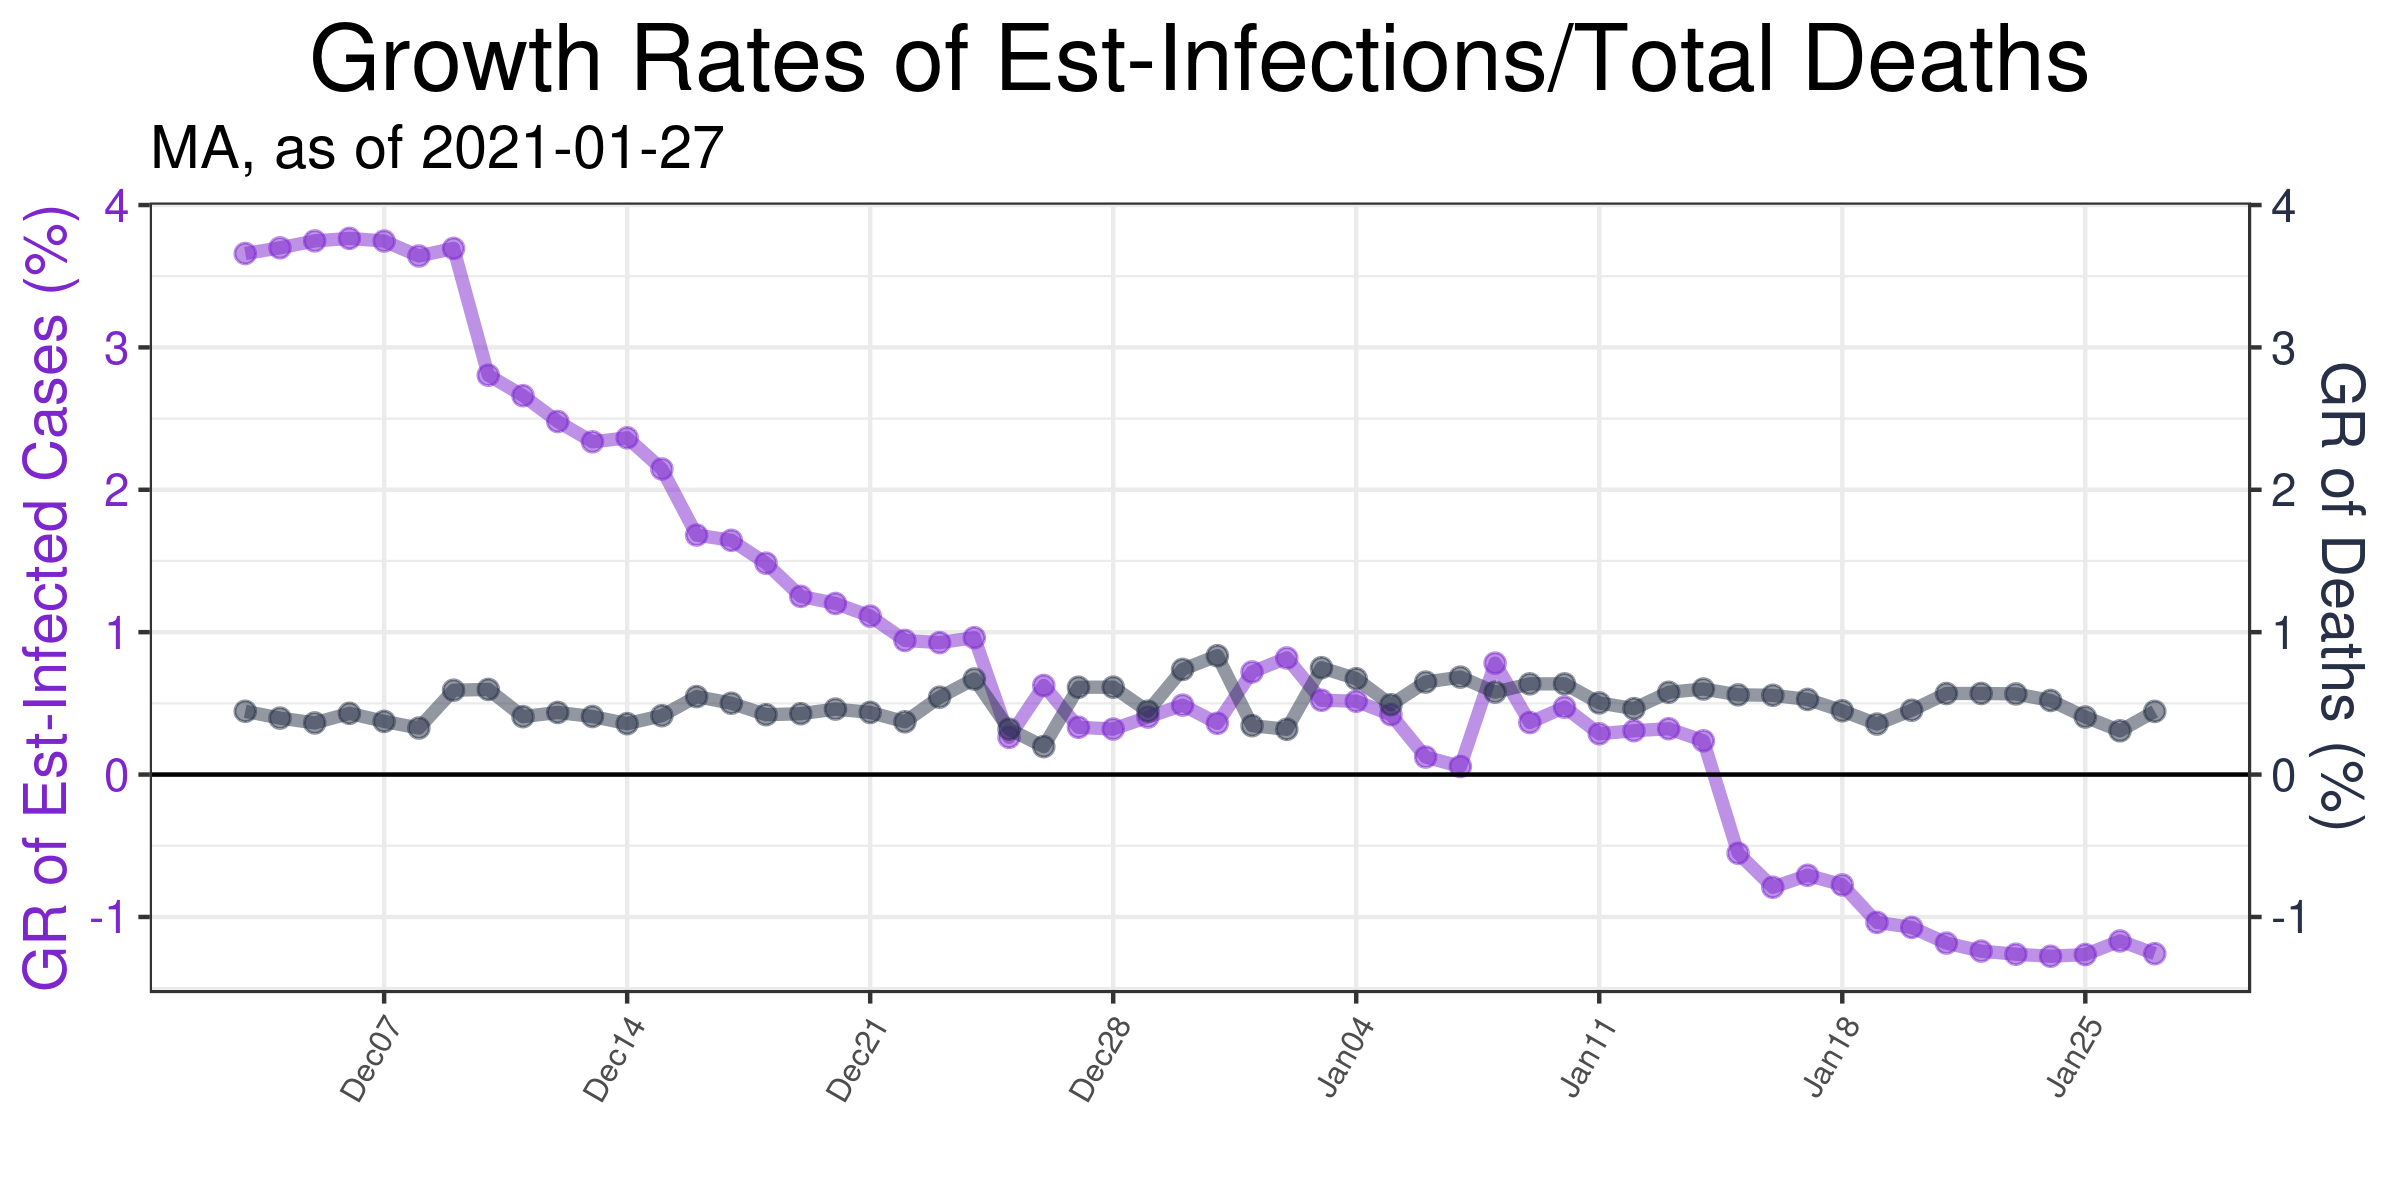 Growth Rates of Est-Infections/Total Deaths
MA, as of 2021-01-27
GR of Est-Infected Cases (%)
4
3
2
1
0
-1
4
3
2
1
0
-1
GR of Deaths (%)
Dec07
Dec14
Dec21
Dec28
Jan04
Jan11
Jan18
Jan25